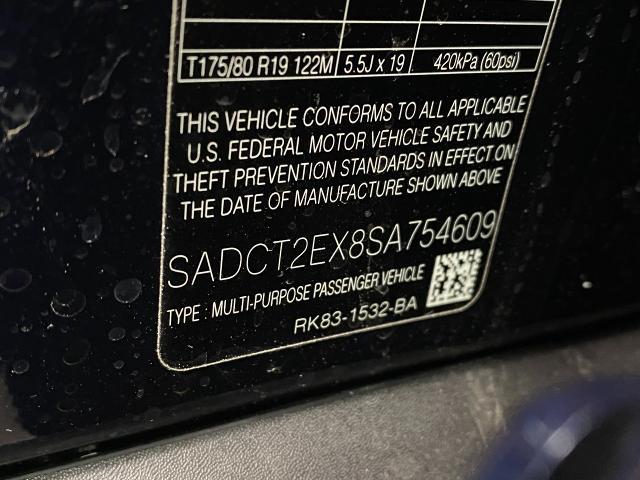 T175/80 R19 122M 5.5J x 19 420kPa (60psi)
THIS VEHICLE CONFORMS TO ALL APPLICABLE
U.S. FEDERAL MOTOR VEHICLE SAFETY AND
THEFT PREVENTION STANDARDS IN EFFECT ON
THE DATE OF MANUFACTURE SHOWN ABOVE
SADCT2EX8SA754609
TYPE : MULTI-PURPOSE PASSENGER VEHICLE
RK83-1532-BA